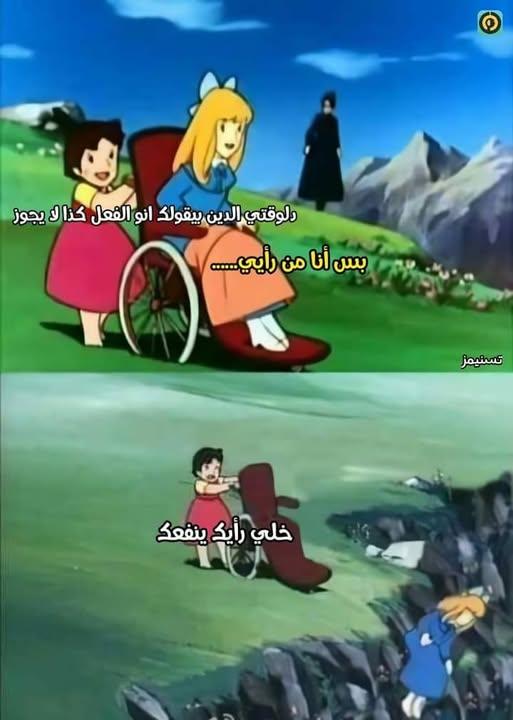 دلوقتي الدين بيقولك انو الفعل كذا لا يجوز
بس أنا من رأيي......
تسنيمز
خلي رأيك ينفعك